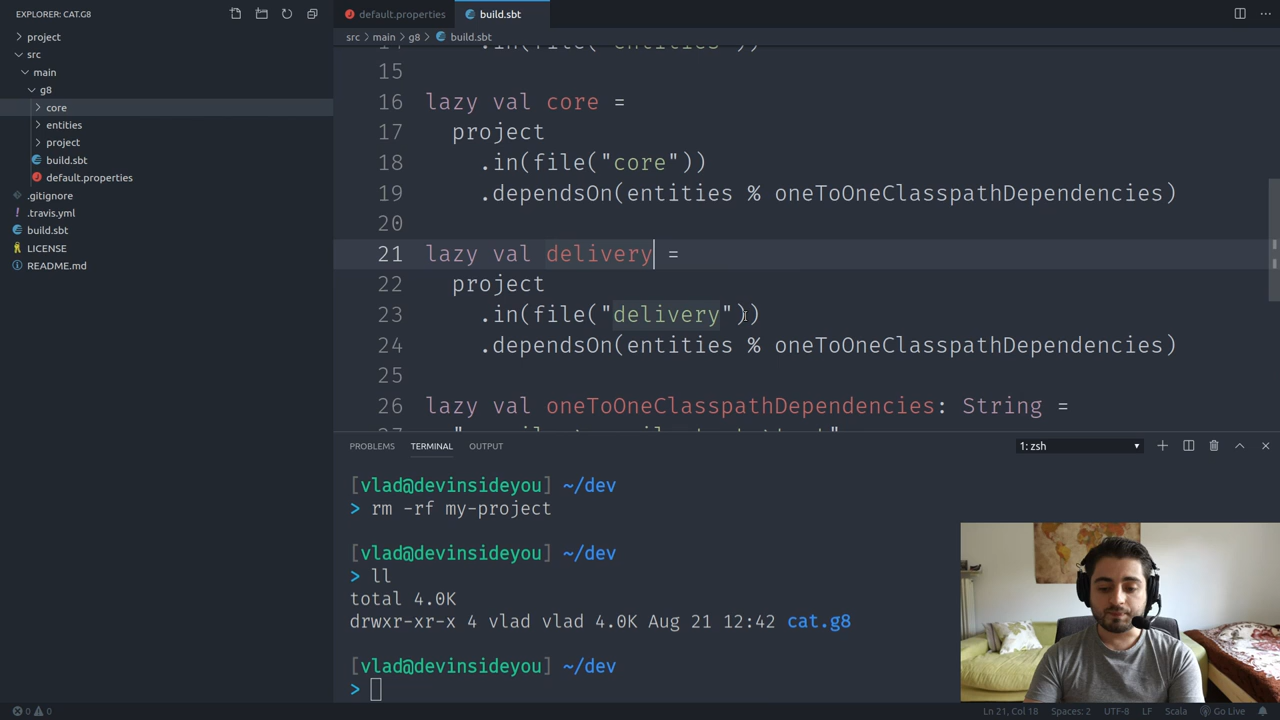 EXPLORER: CAT.G8
project
src
main
g8
core
entities
project
build.sbt
default.properties
.gitignore
.travis.yml
build.sbt
LICENSE
README.md
default.properties
build.sbt
src > main > g8 > build.sbt
15
16 lazy val core =
17 project
18 .in(file("core"))
19 .dependsOn(entities % oneToOneClasspathDependencies)
20
21 lazy val delivery =
22 project
23 .in(file("delivery"))
24 .dependsOn(entities % oneToOneClasspathDependencies)
25
26 lazy val oneToOneClasspathDependencies: String =
PROBLEMS TERMINAL OUTPUT 1: zsh
[vlad@devinsideyou] ~/dev
> rm -rf my-project
[vlad@devinsideyou] ~/dev
> ll
total 4.0K
drwxr-xr-x 4 vlad vlad 4.0K Aug 21 12:42 cat.g8
[vlad@devinsideyou] ~/dev
>
0 0 Ln 21, Col 18 Spaces: 2 UTF-8 LF Scala Go Live